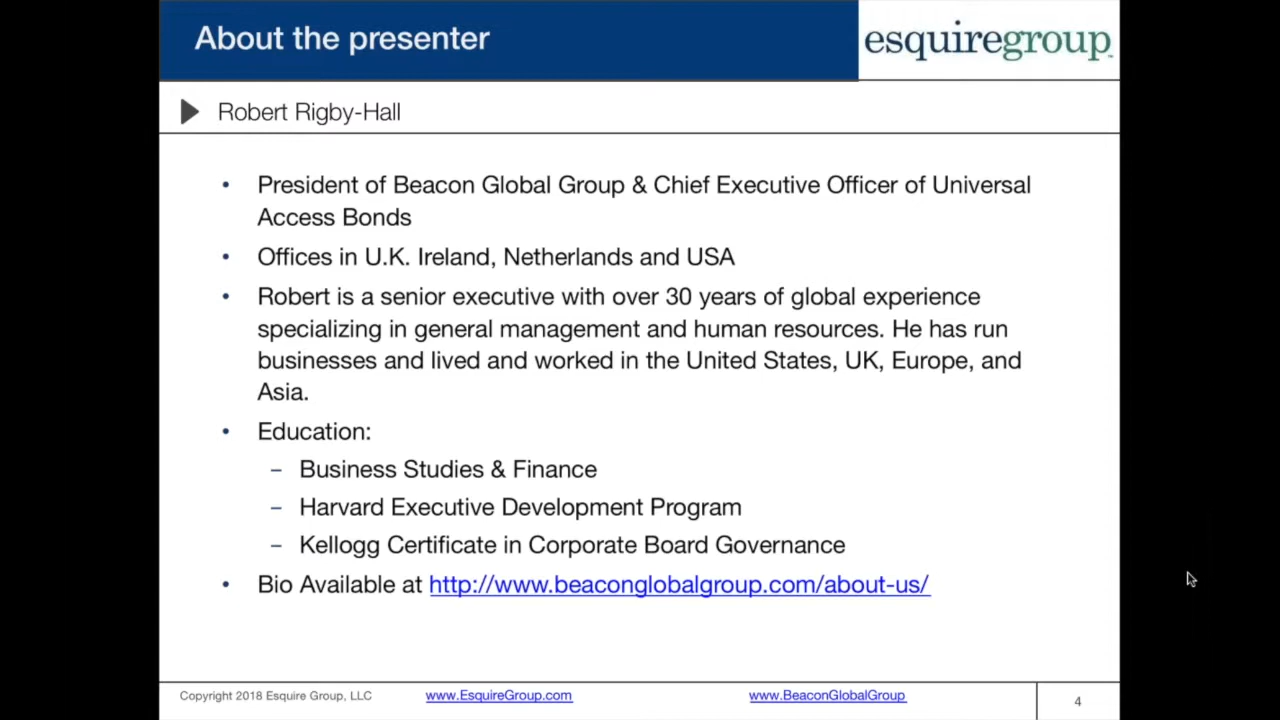 About the presenter
esquiregroup
Robert Rigby-Hall
• President of Beacon Global Group & Chief Executive Officer of Universal
Access Bonds
• Offices in U.K. Ireland, Netherlands and USA
• Robert is a senior executive with over 30 years of global experience
specializing in general management and human resources. He has run
businesses and lived and worked in the United States, UK, Europe, and
Asia.
• Education:
– Business Studies & Finance
– Harvard Executive Development Program
– Kellogg Certificate in Corporate Board Governance
• Bio Available at http://www.beaconglobalgroup.com/about-us/
Copyright 2018 Esquire Group, LLC
www.EsquireGroup.com
www.BeaconGlobalGroup
4